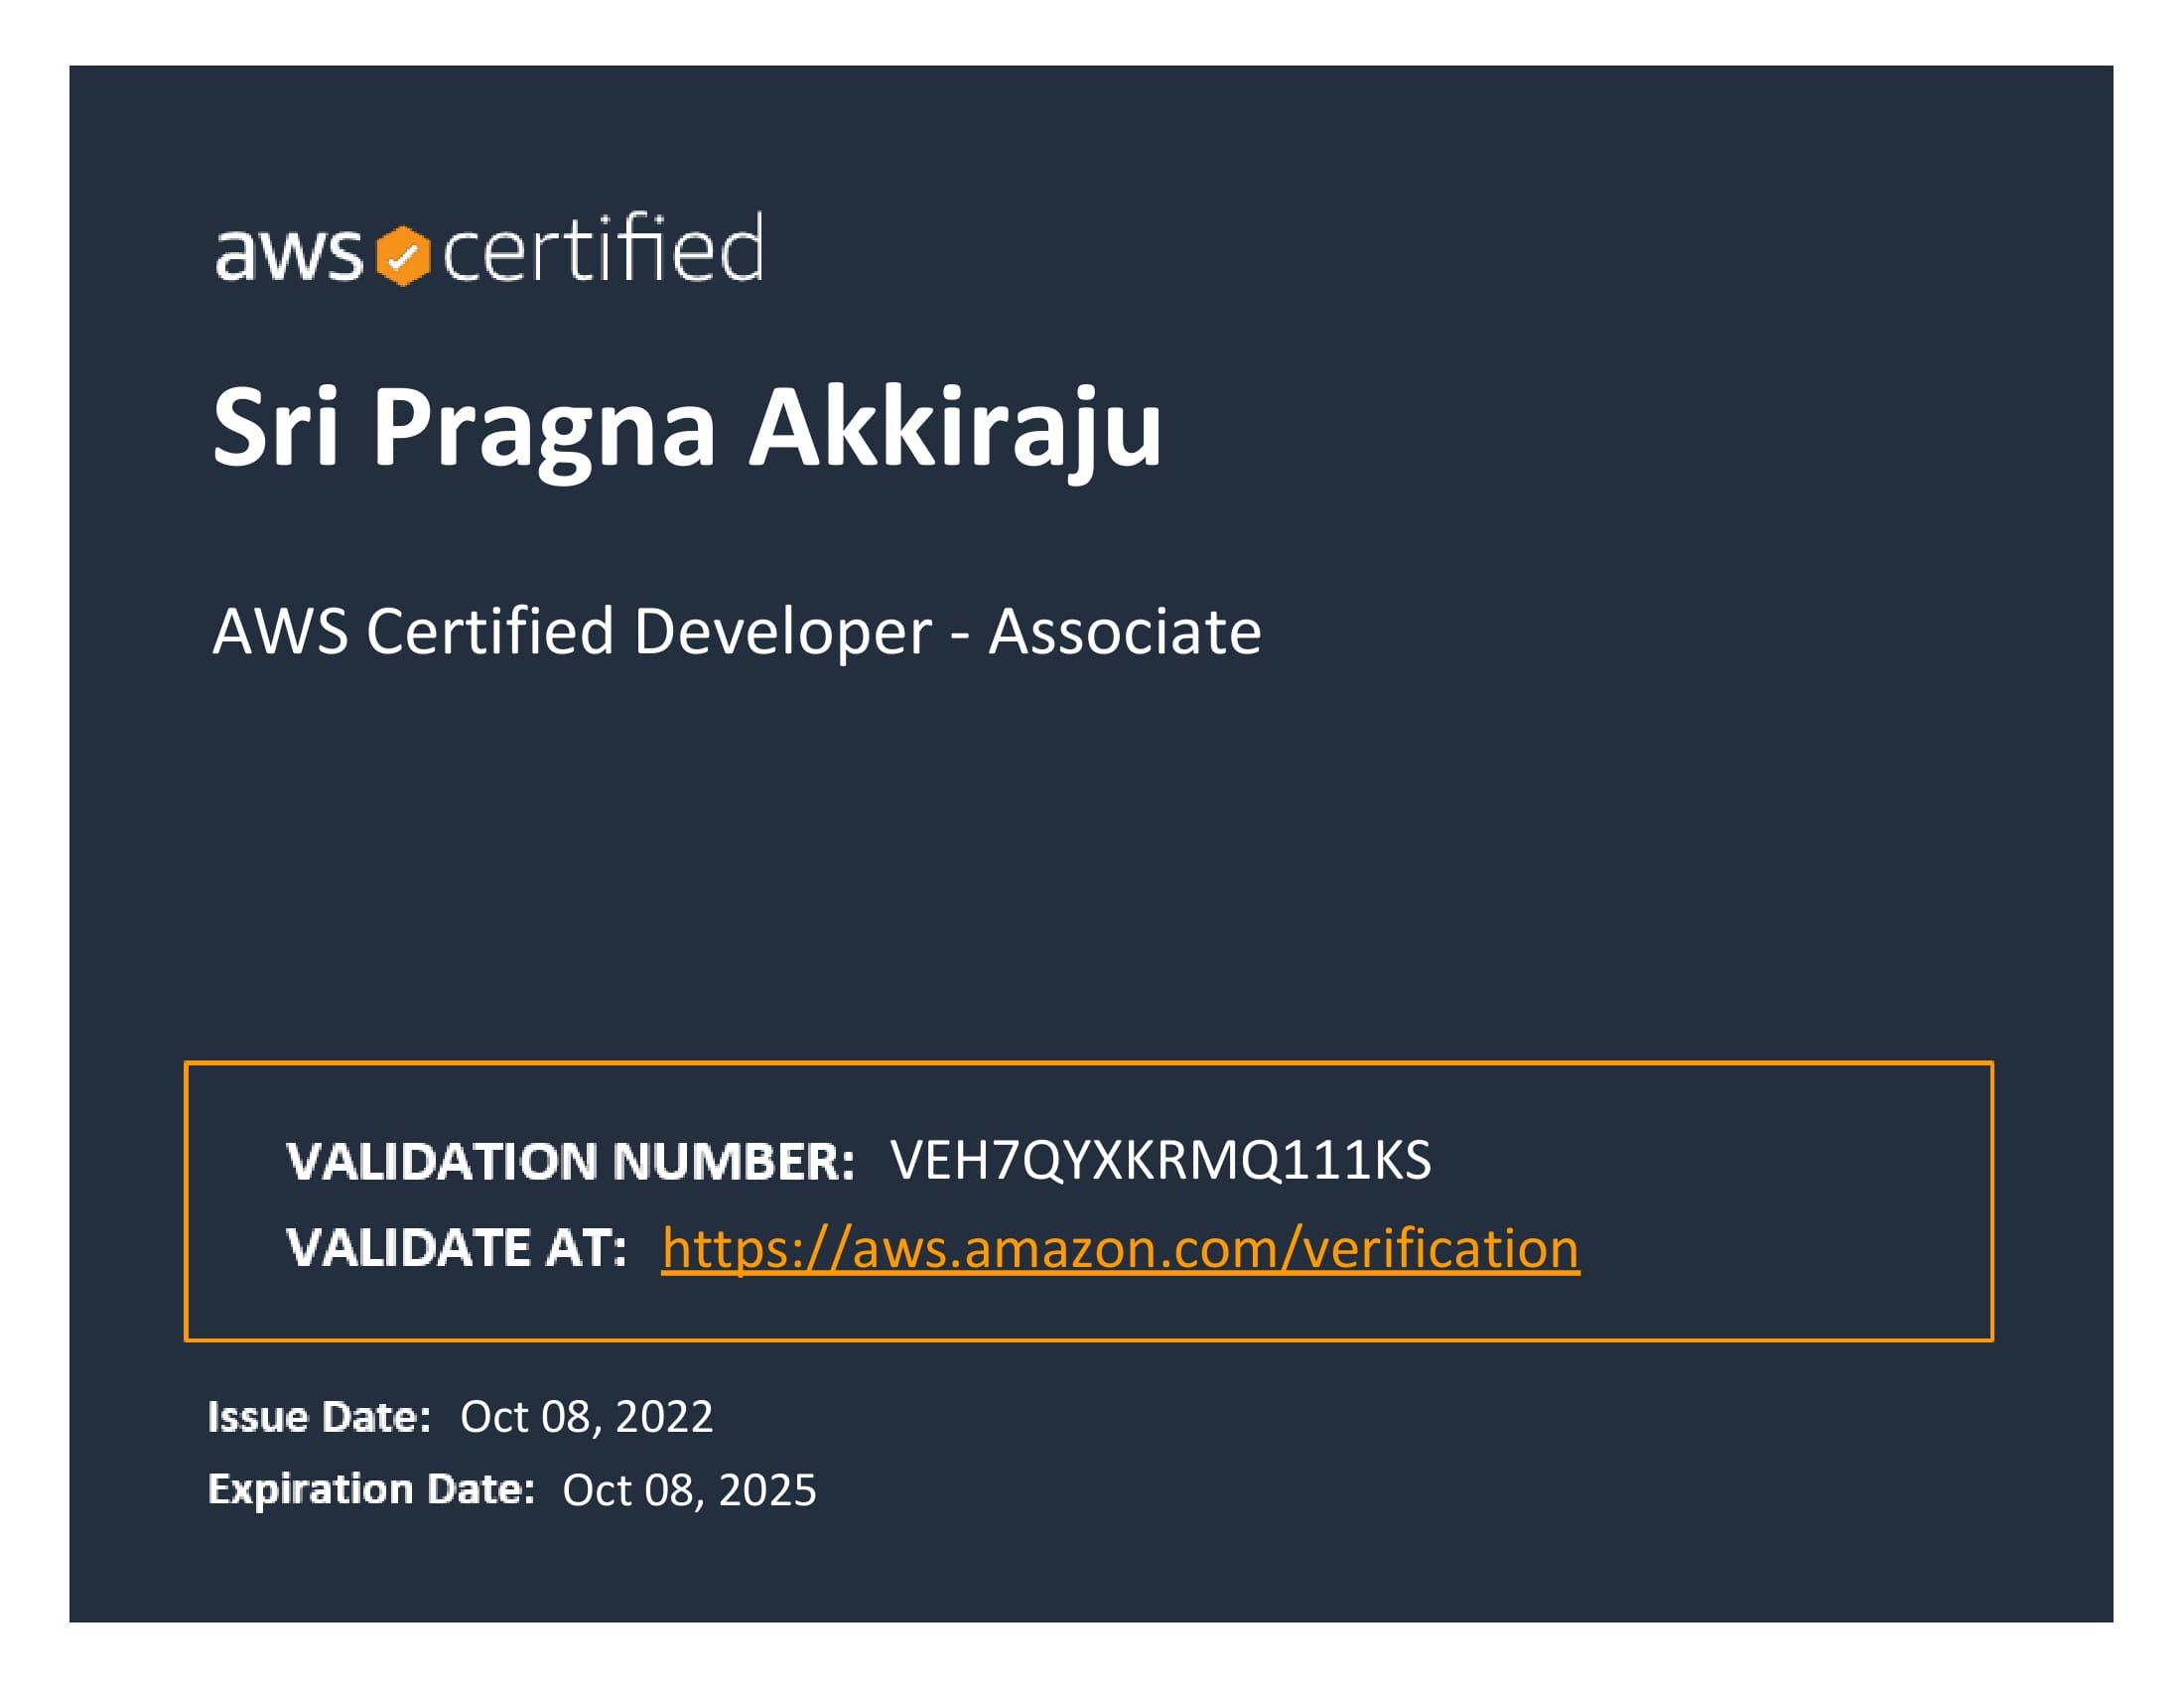 aws certified
Sri Pragna Akkiraju
AWS Certified Developer - Associate
VALIDATION NUMBER: VEH7QYXKRMQ111KS
VALIDATE AT: https://aws.amazon.com/verification
Issue Date: Oct 08, 2022
Expiration Date: Oct 08, 2025